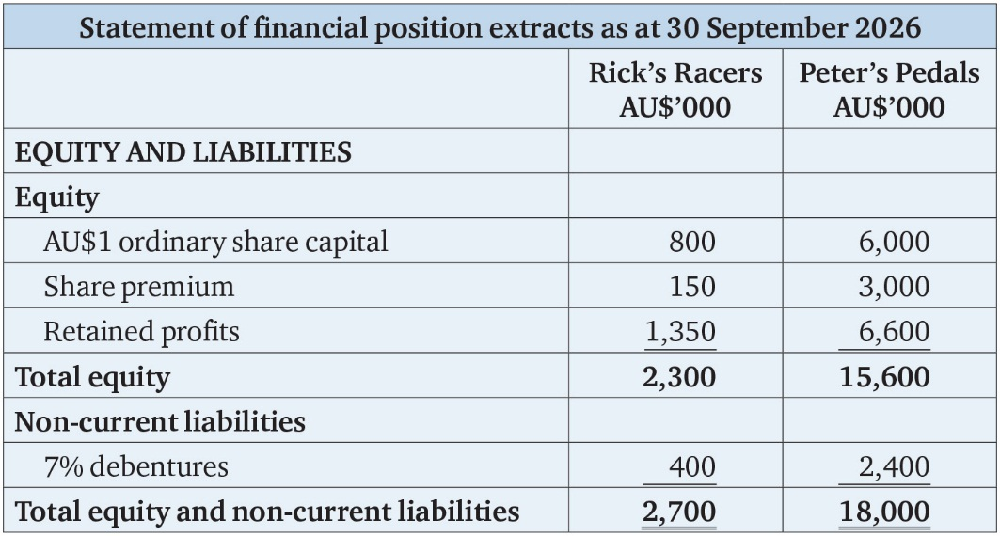 Statement of financial position extracts as at 30 September 2026
Rick’s Racers AU$’000 Peter’s Pedals AU$’000
EQUITY AND LIABILITIES
Equity
AU$1 ordinary share capital 800 6,000
Share premium 150 3,000
Retained profits 1,350 6,600
Total equity 2,300 15,600
Non-current liabilities
7% debentures 400 2,400
Total equity and non-current liabilities 2,700 18,000